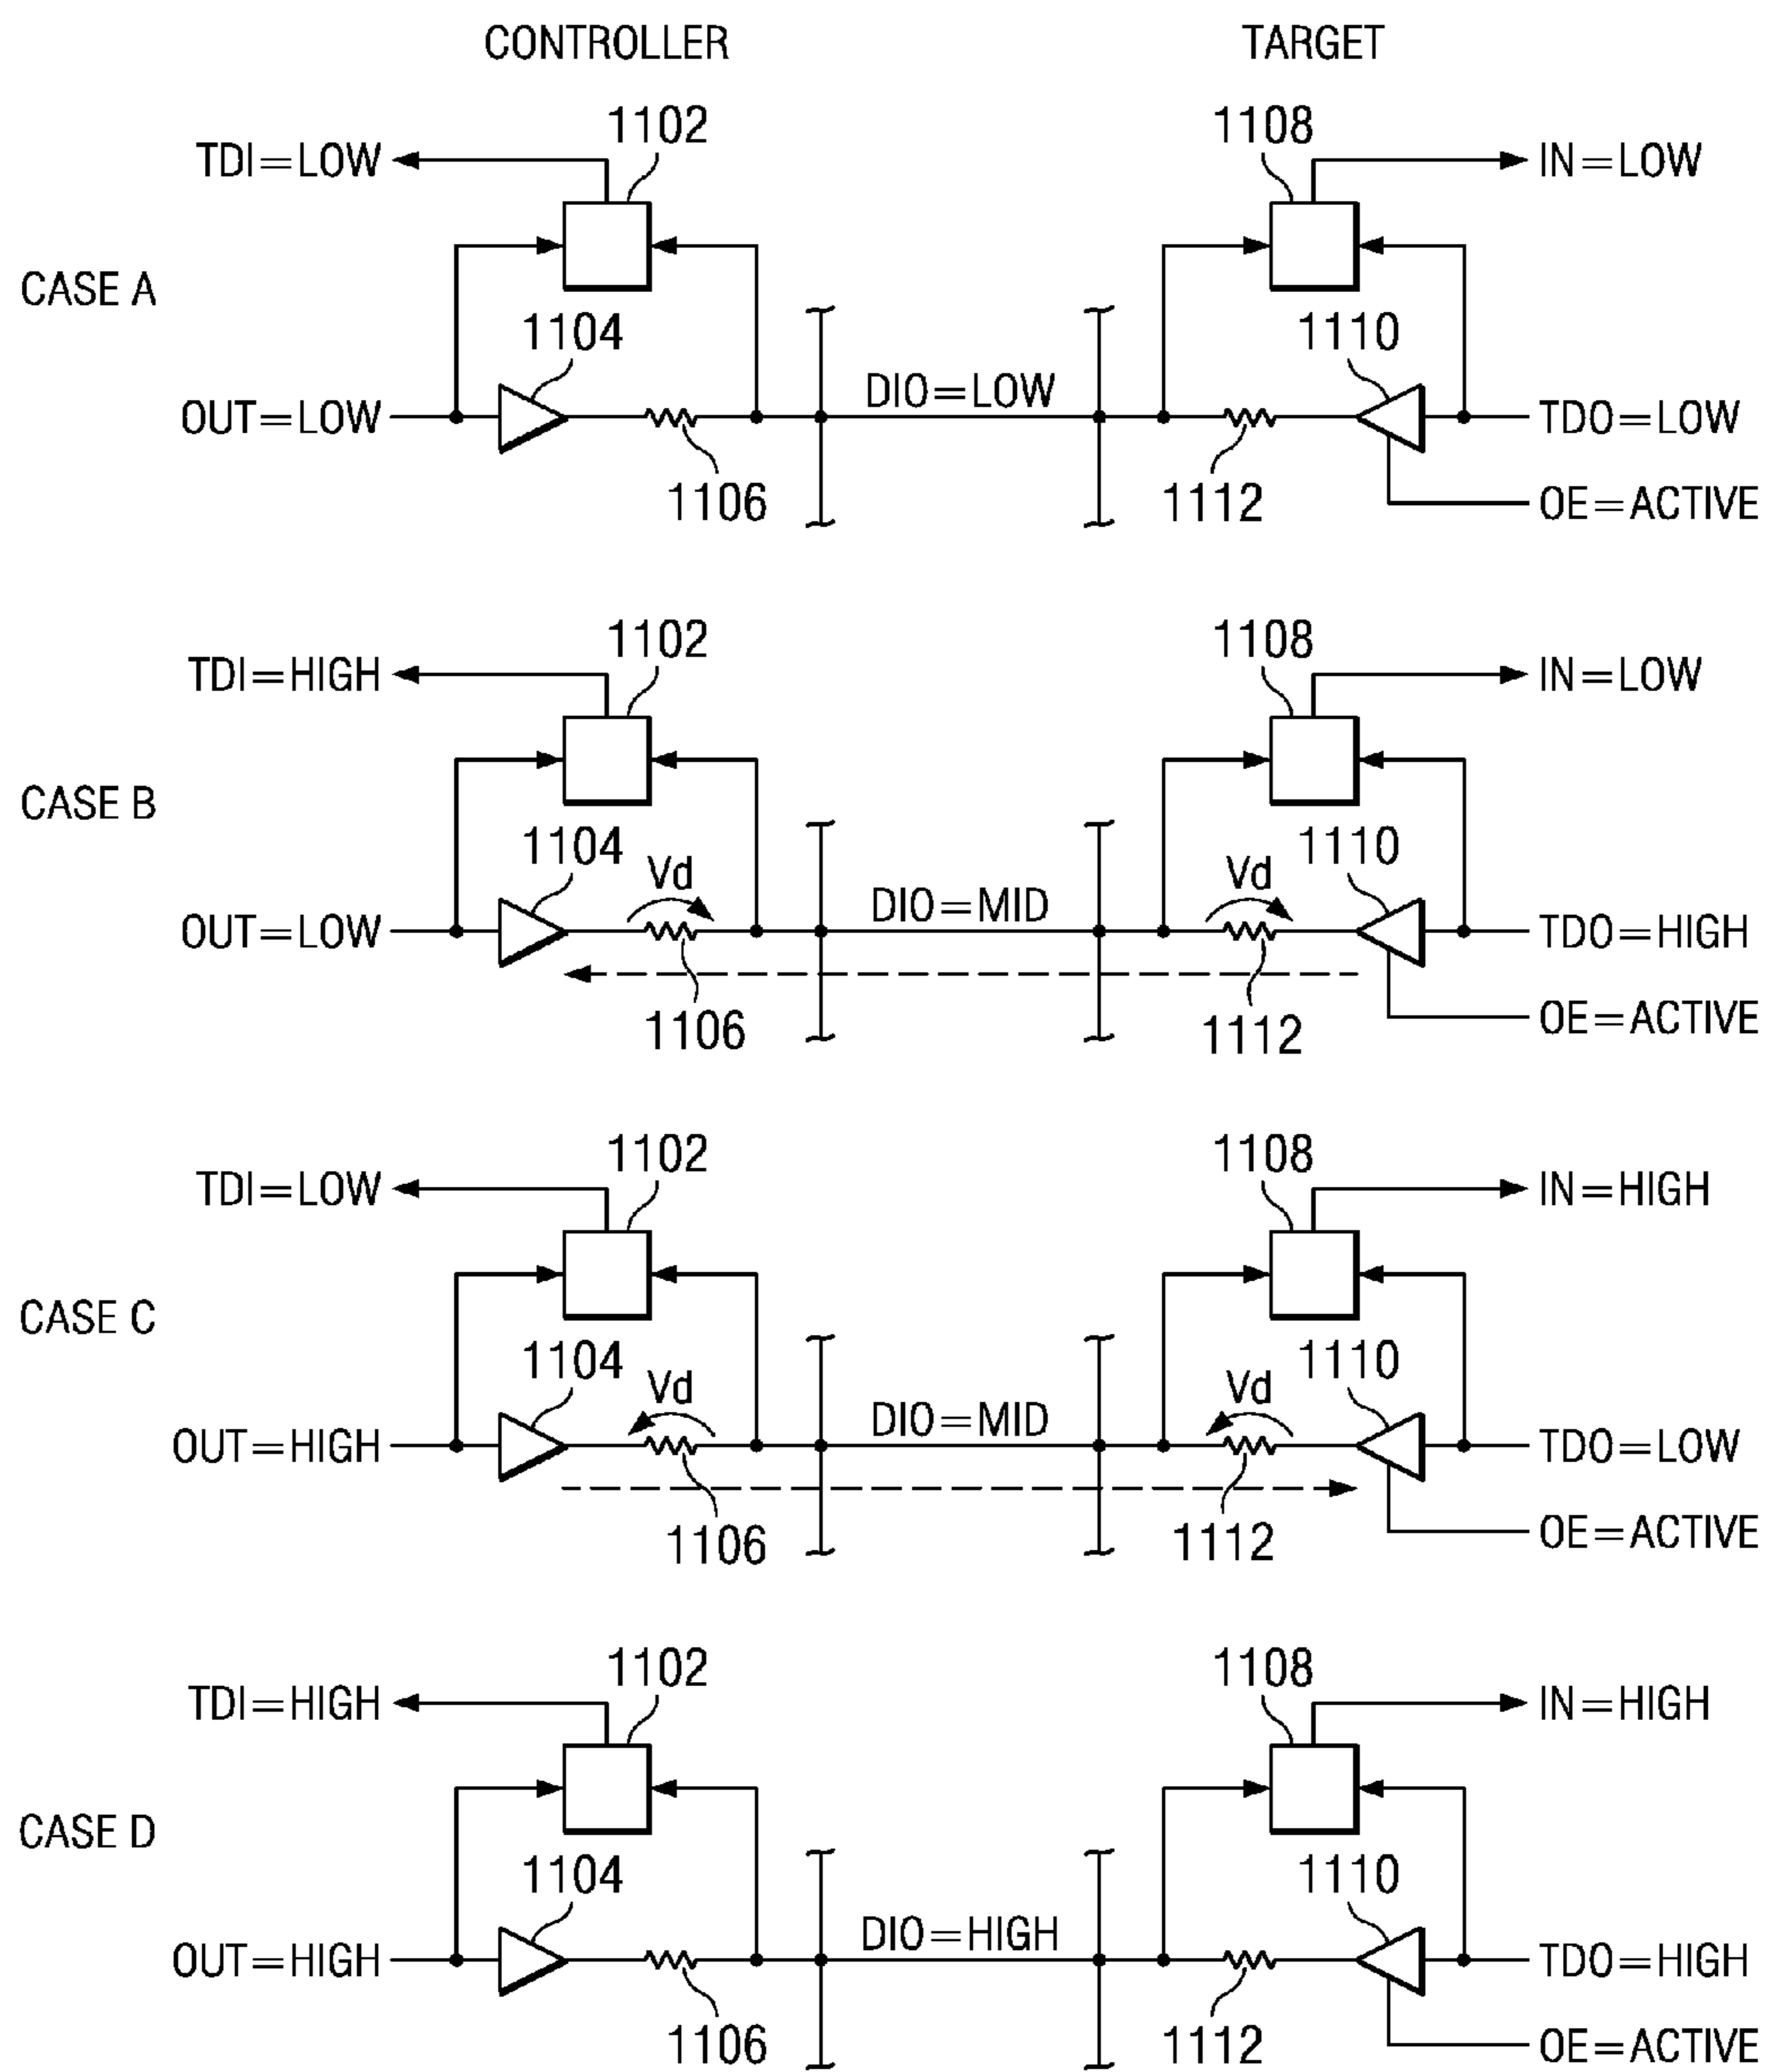 CONTROLLER TARGET
1102 1108
TDI=LOW IN=LOW
CASE A
1104 1110
OUT=LOW DIO=LOW TDO=LOW
1106 1112 OE=ACTIVE
1102 1108
TDI=HIGH IN=LOW
CASE B
1104 1110
Vd Vd
OUT=LOW DIO=MID TDO=HIGH
1106 1112 OE=ACTIVE
1102 1108
TDI=LOW IN=HIGH
CASE C
1104 1110
Vd Vd
OUT=HIGH DIO=MID TDO=LOW
1106 1112 OE=ACTIVE
1102 1108
TDI=HIGH IN=HIGH
CASE D
1104 1110
OUT=HIGH DIO=HIGH TDO=HIGH
1106 1112 OE=ACTIVE